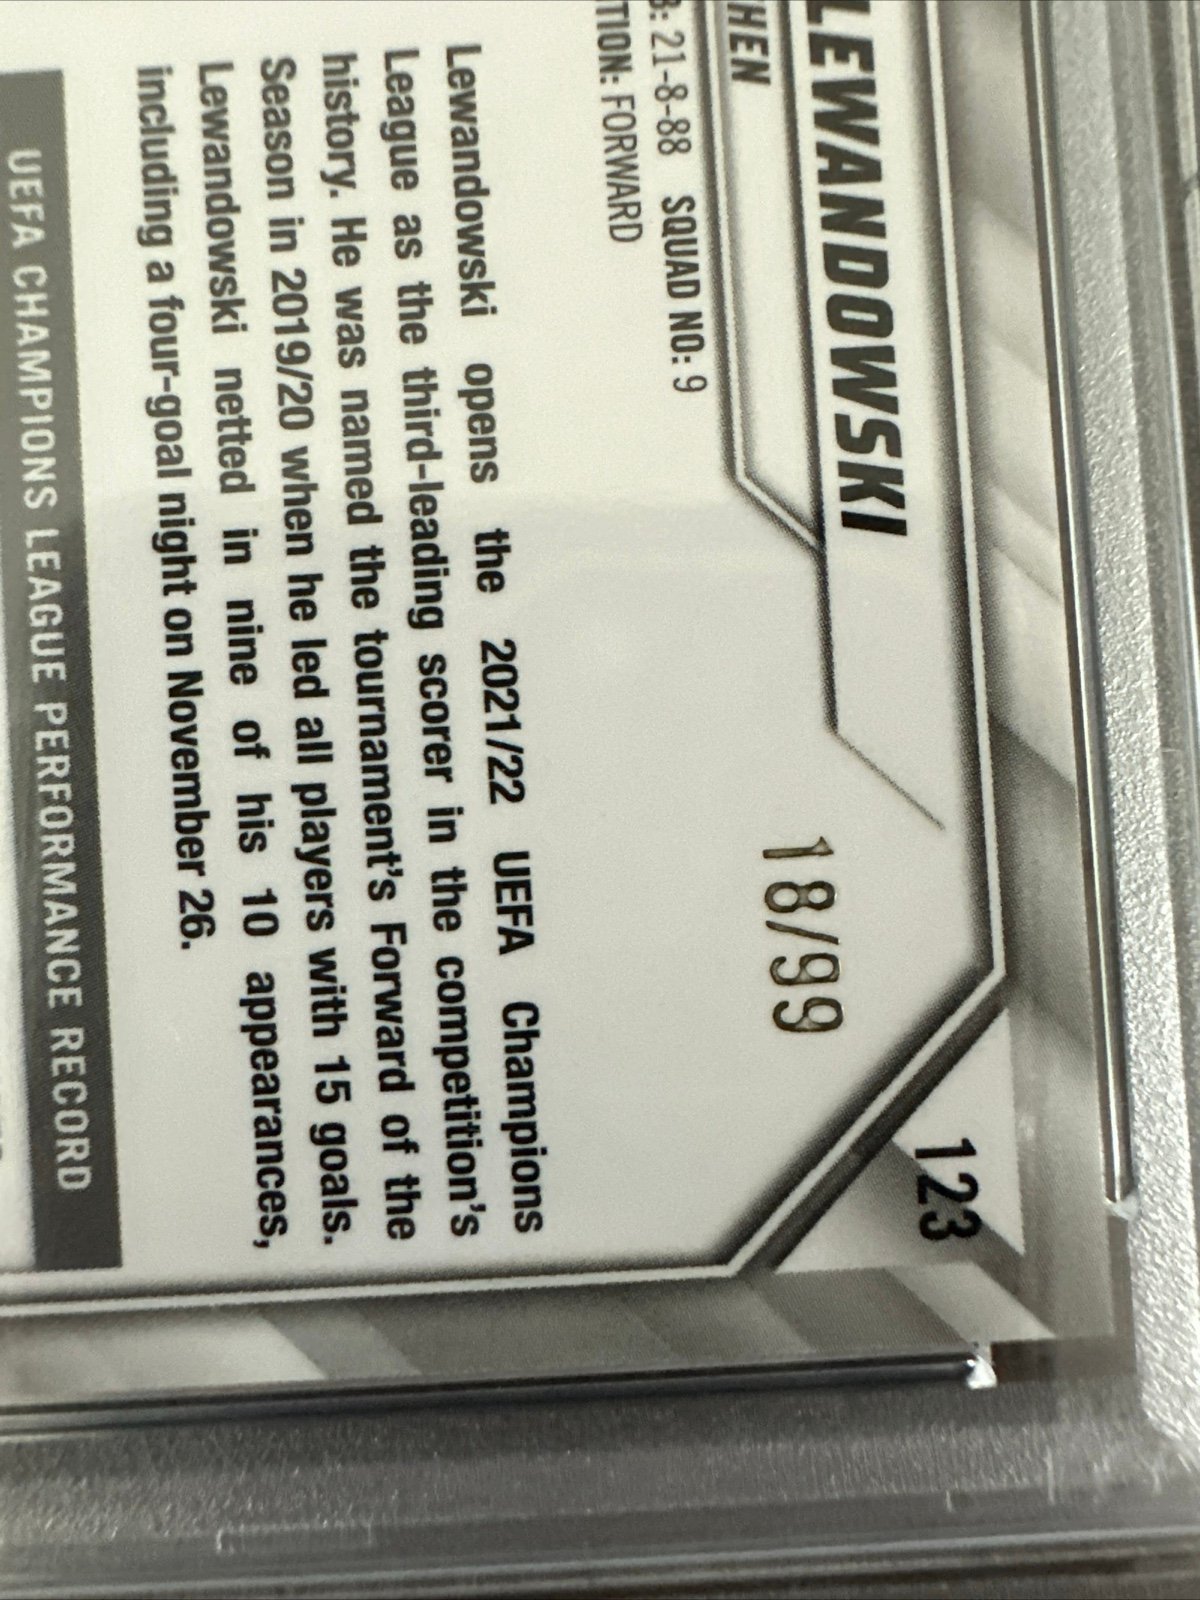 LEWANDOWSKI
123
18/99
21-8-88 SQUAD NO: 9
FORWARD
Lewandowski opens the 2021/22 UEFA Champions
League as the third-leading scorer in the competition's
history. He was named the tournament's Forward of the
Season in 2019/20 when he led all players with 15 goals.
Lewandowski netted in nine of his 10 appearances,
including a four-goal night on November 26.
UEFA CHAMPIONS LEAGUE PERFORMANCE RECORD